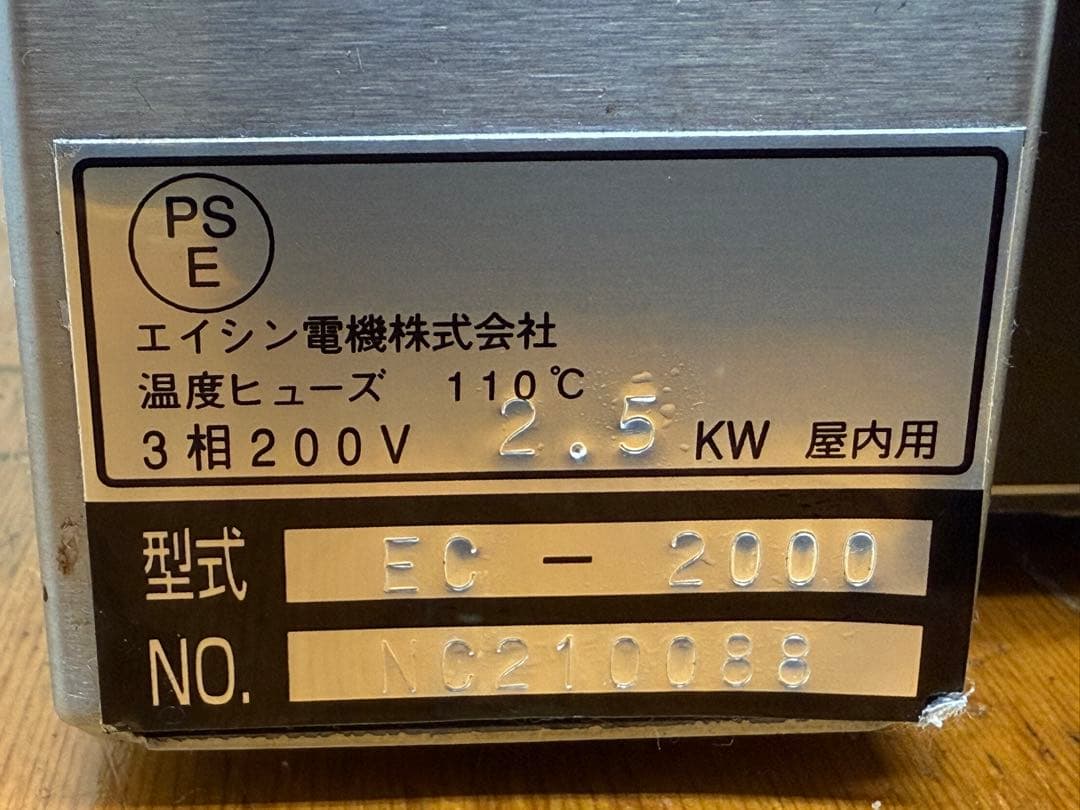 PS
E
エイシン電機株式会社
温度ヒューズ 110℃
3相200V 2.5 KW 屋内用
型式 EC-2000
NO. NC210088